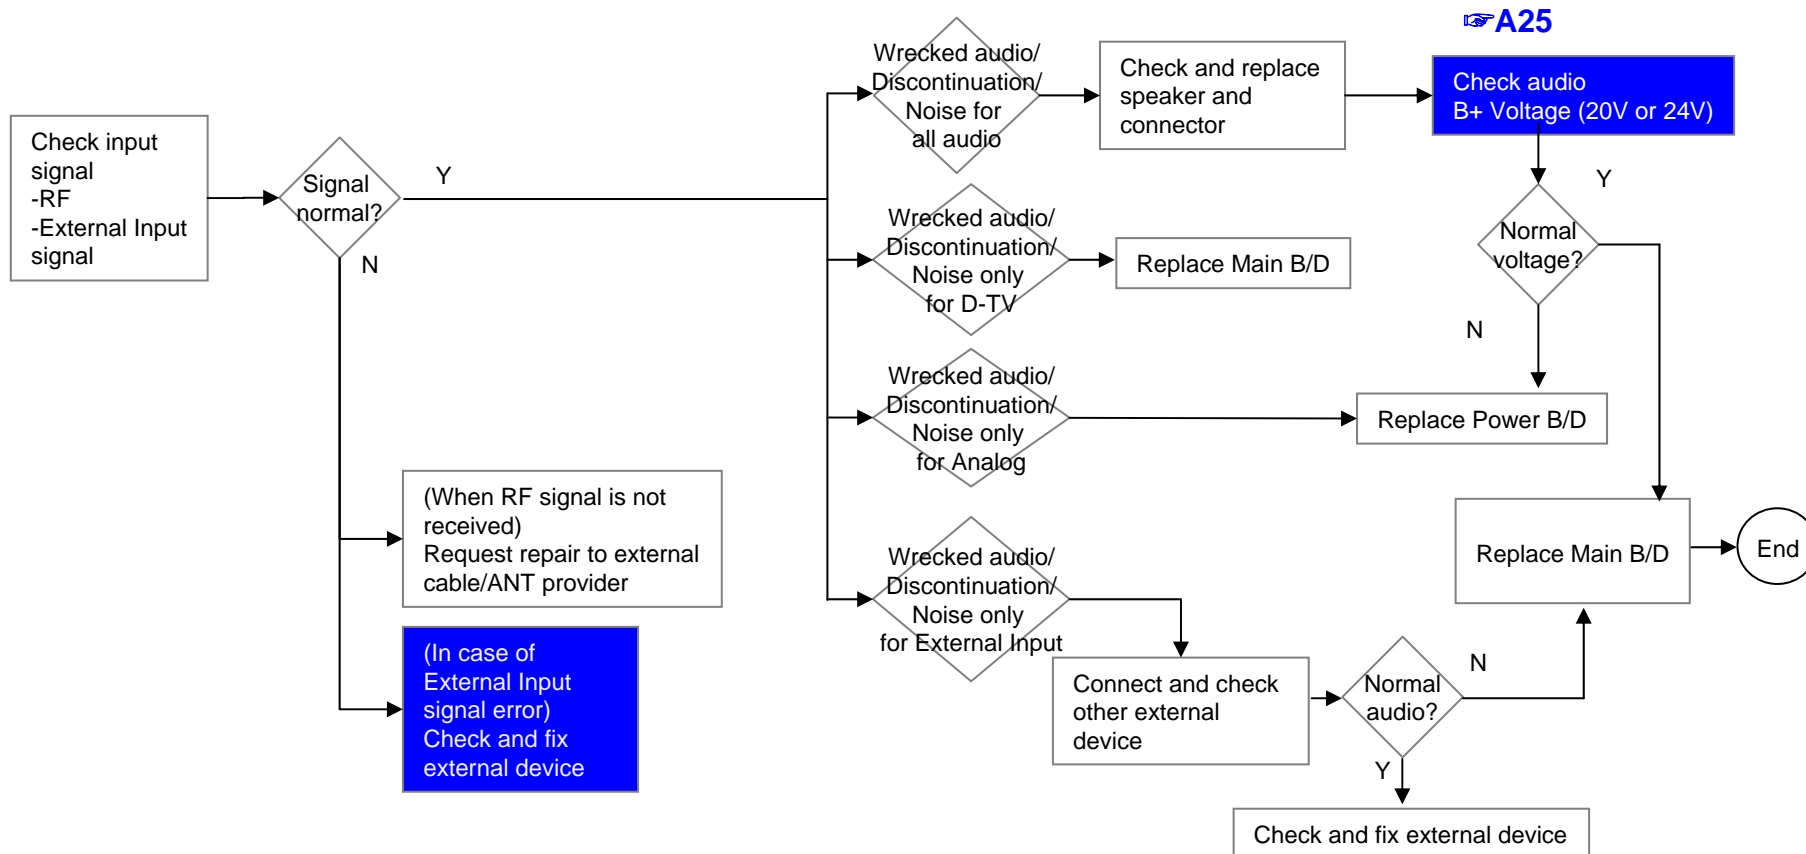 ☞A25
Check input
signal
-RF
-External Input
signal
Signal
normal?
Y
N
(When RF signal is not
received)
Request repair to external
cable/ANT provider
(In case of
External Input
signal error)
Check and fix
external device
Wrecked audio/
Discontinuation/
Noise for
all audio
Check and replace
speaker and
connector
Check audio
B+ Voltage (20V or 24V)
Normal
voltage?
Y
N
Wrecked audio/
Discontinuation/
Noise only
for D-TV
Replace Main B/D
Wrecked audio/
Discontinuation/
Noise only
for Analog
Replace Power B/D
Wrecked audio/
Discontinuation/
Noise only
for External Input
Connect and check
other external
device
Normal
audio?
N
Y
Replace Main B/D
End
Check and fix external device